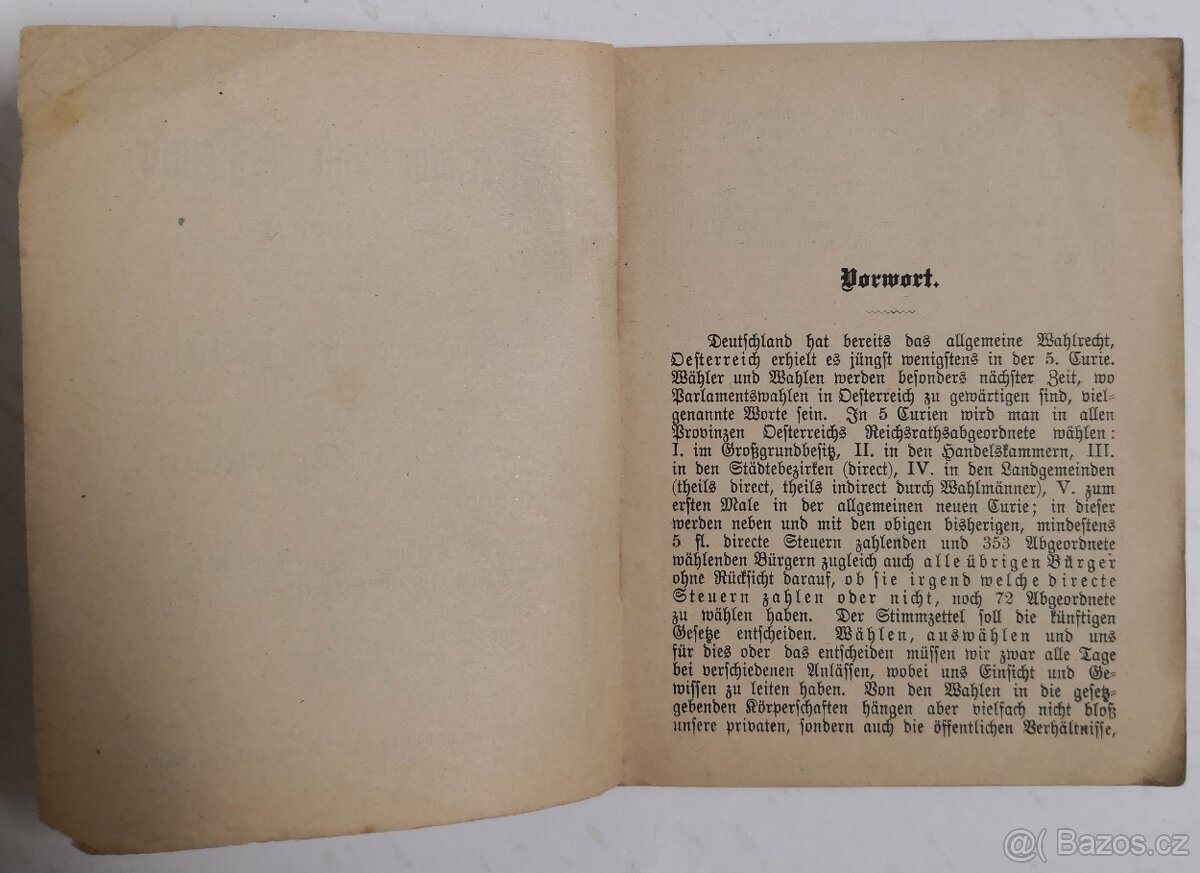 Vorwort.
Deutschland hat bereits das allgemeine Wahlrecht,
Oesterreich erhielt es jüngst wenigstens in der 5. Curie.
Wähler und Wahlen werden besonders nächster Zeit, wo
Parlamentswahlen in Oesterreich zu gewärtigen sind, viel-
genannte Worte sein. In 5 Curien wird man in allen
Provinzen Oesterreichs Reichsrathsabgeordnete wählen:
I. im Großgrundbesitz, II. in den Handelskammern, III.
in den Städtebezirken (direct), IV. in den Landgemeinden
(theils direct, theils indirect durch Wahlmänner), V. zum
ersten Male in der allgemeinen neuen Curie; in dieser
werden neben und mit den obigen bisherigen, mindestens
5 fl. directe Steuern zahlenden und 353 Abgeordnete
wählenden Bürgern zugleich auch alle übrigen Bürger
ohne Rücksicht darauf, ob sie irgend welche directe
Steuern zahlen oder nicht, noch 72 Abgeordnete
zu wählen haben. Der Stimmzettel soll die künftigen
Gesetze entscheiden. Wählen, auswählen und uns
für dies oder das entscheiden müssen wir zwar alle Tage
bei verschiedenen Anlässen, wobei uns Einsicht und Ge-
wissen zu leiten haben. Von den Wahlen in die gesetz-
gebenden Körperschaften hängen aber vielfach nicht bloß
unsere privaten, sondern auch die öffentlichen Verhältnisse,
@( Bazos.cz